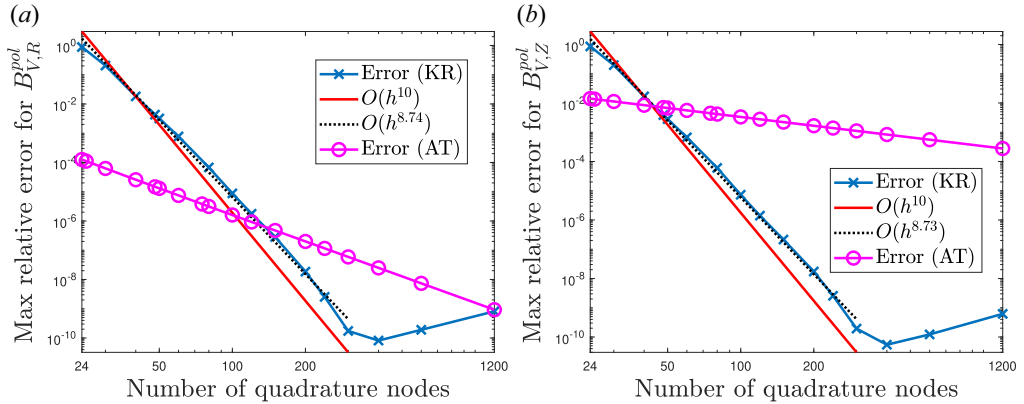 (a)
Max relative error for $B^{pol}_{V,R}$
10^0
10^-2
10^-4
10^-6
10^-8
10^-10
Error (KR)
O(h^10)
O(h^8.74)
Error (AT)
24 50 100 200 1200
Number of quadrature nodes
(b)
Max relative error for $B^{pol}_{V,Z}$
10^0
10^-2
10^-4
10^-6
10^-8
10^-10
Error (KR)
O(h^10)
O(h^8.73)
Error (AT)
24 50 100 200 1200
Number of quadrature nodes